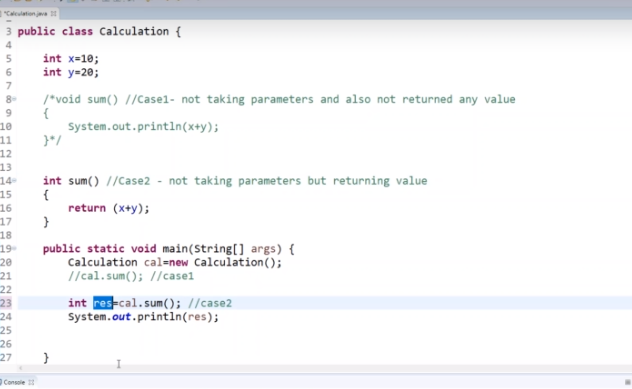 *Calculation.java
3 public class Calculation {
4
5 int x=10;
6 int y=20;
7
8 /*void sum() //Case1- not taking parameters and also not returned any value
9 {
10 System.out.println(x+y);
11 }*/
12
13
14 int sum() //Case2 - not taking parameters but returning value
15 {
16 return (x+y);
17 }
18
19 public static void main(String[] args) {
20 Calculation cal=new Calculation();
21 //cal.sum(); //case1
22
23 int res=cal.sum(); //case2
24 System.out.println(res);
25
26
27 }
Console